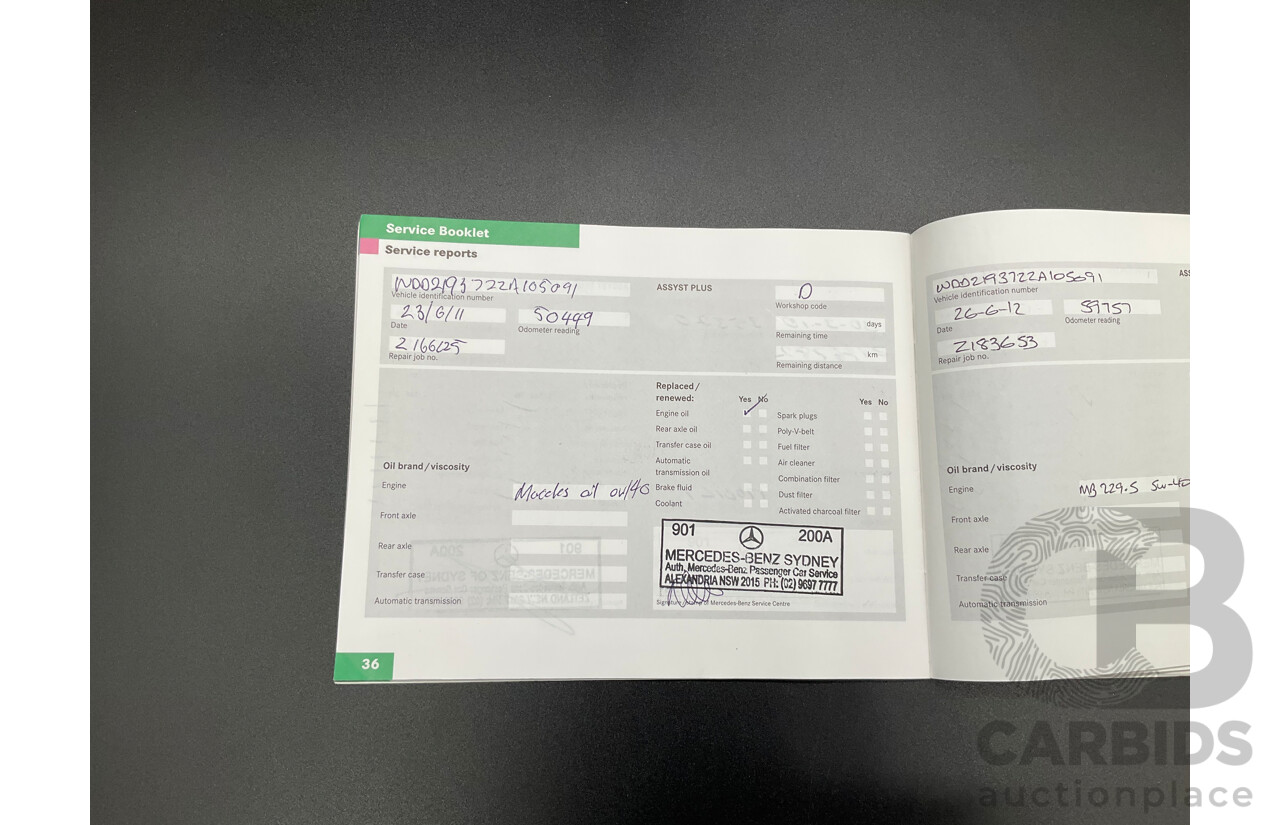 Service Booklet
Service reports
WDD2193722A105091
Vehicle identification number
23/6/11
Date
50449
Odometer reading
Repair job no.
ASSYST PLUS
D
Workshop code
days
Remaining time
km
Remaining distance
Replaced/
renewed:
Yes No
Yes No
Engine oil
Rear axle oil
Transfer case oil
Automatic
transmission oil
Brake fluid
Coolant
Spark plugs
Poly-V-belt
Fuel filter
Air cleaner
Combination filter
Dust filter
Activated charcoal filter
Oil brand/viscosity
Engine
oil
Front axle
Rear axle
Transfer case
Automatic transmission
901 200A
MERCEDES-BENZ SYDNEY
Auth. Mercedes-Benz Passenger Car Service
ALEXANDRIA NSW 2015 PH: (02) 9697 7777
of Mercedes-Benz Service Centre
36
WDD2193722A105091
Vehicle identification number
26-6-12
Date
59757
Odometer reading
2183653
Repair job no.
ASS
Oil brand/viscosity
Engine
MB 229.5 5w-40
Front axle
Rear axle
Transfer case
Automatic transmission
CARBIDS
auctionplace